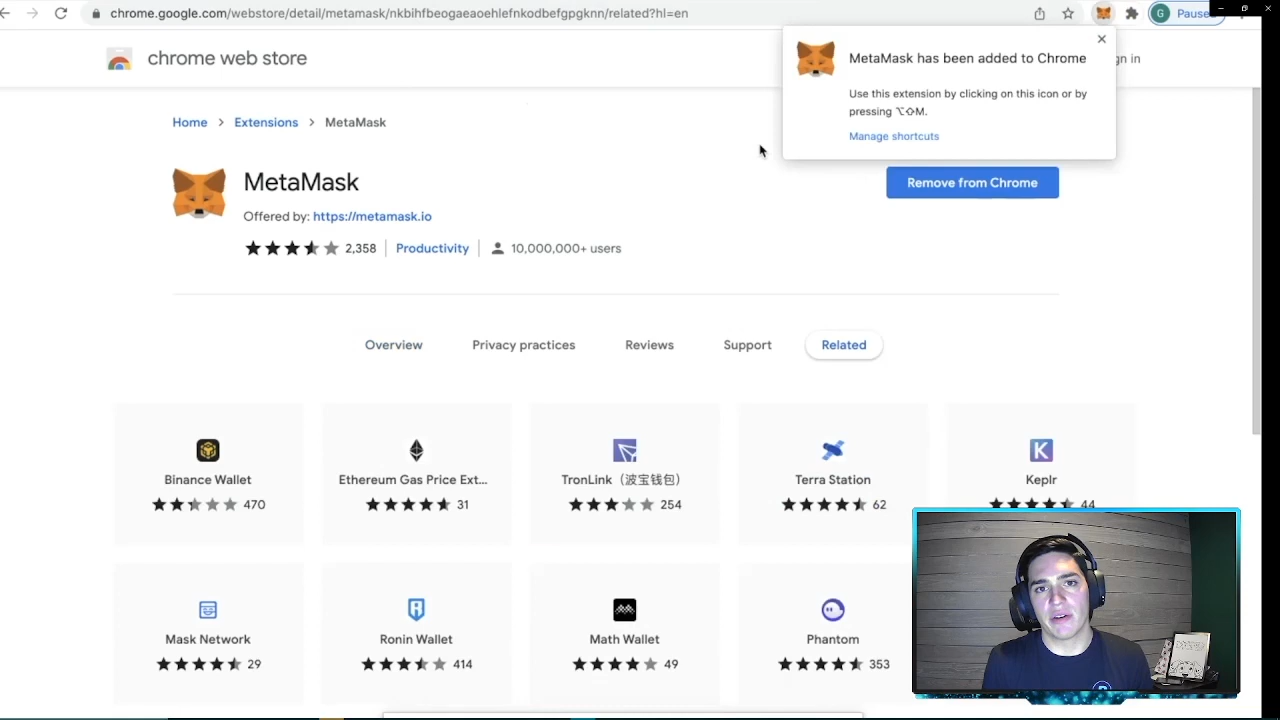 chrome.google.com/webstore/detail/metamask/nkbihfbeogaeaoehlefnkodbefgpgknn/related?hl=en
G Paused
chrome web store
gn in
MetaMask has been added to Chrome
Use this extension by clicking on this icon or by
pressing ⌥⇧M.
Manage shortcuts
Home > Extensions > MetaMask
MetaMask
Remove from Chrome
Offered by: https://metamask.io
2,358 Productivity 10,000,000+ users
Overview Privacy practices Reviews Support Related
Binance Wallet Ethereum Gas Price Ext... TronLink（波宝钱包） Terra Station Keplr
470 31 254 62 44
Mask Network Ronin Wallet Math Wallet Phantom
29 414 49 353